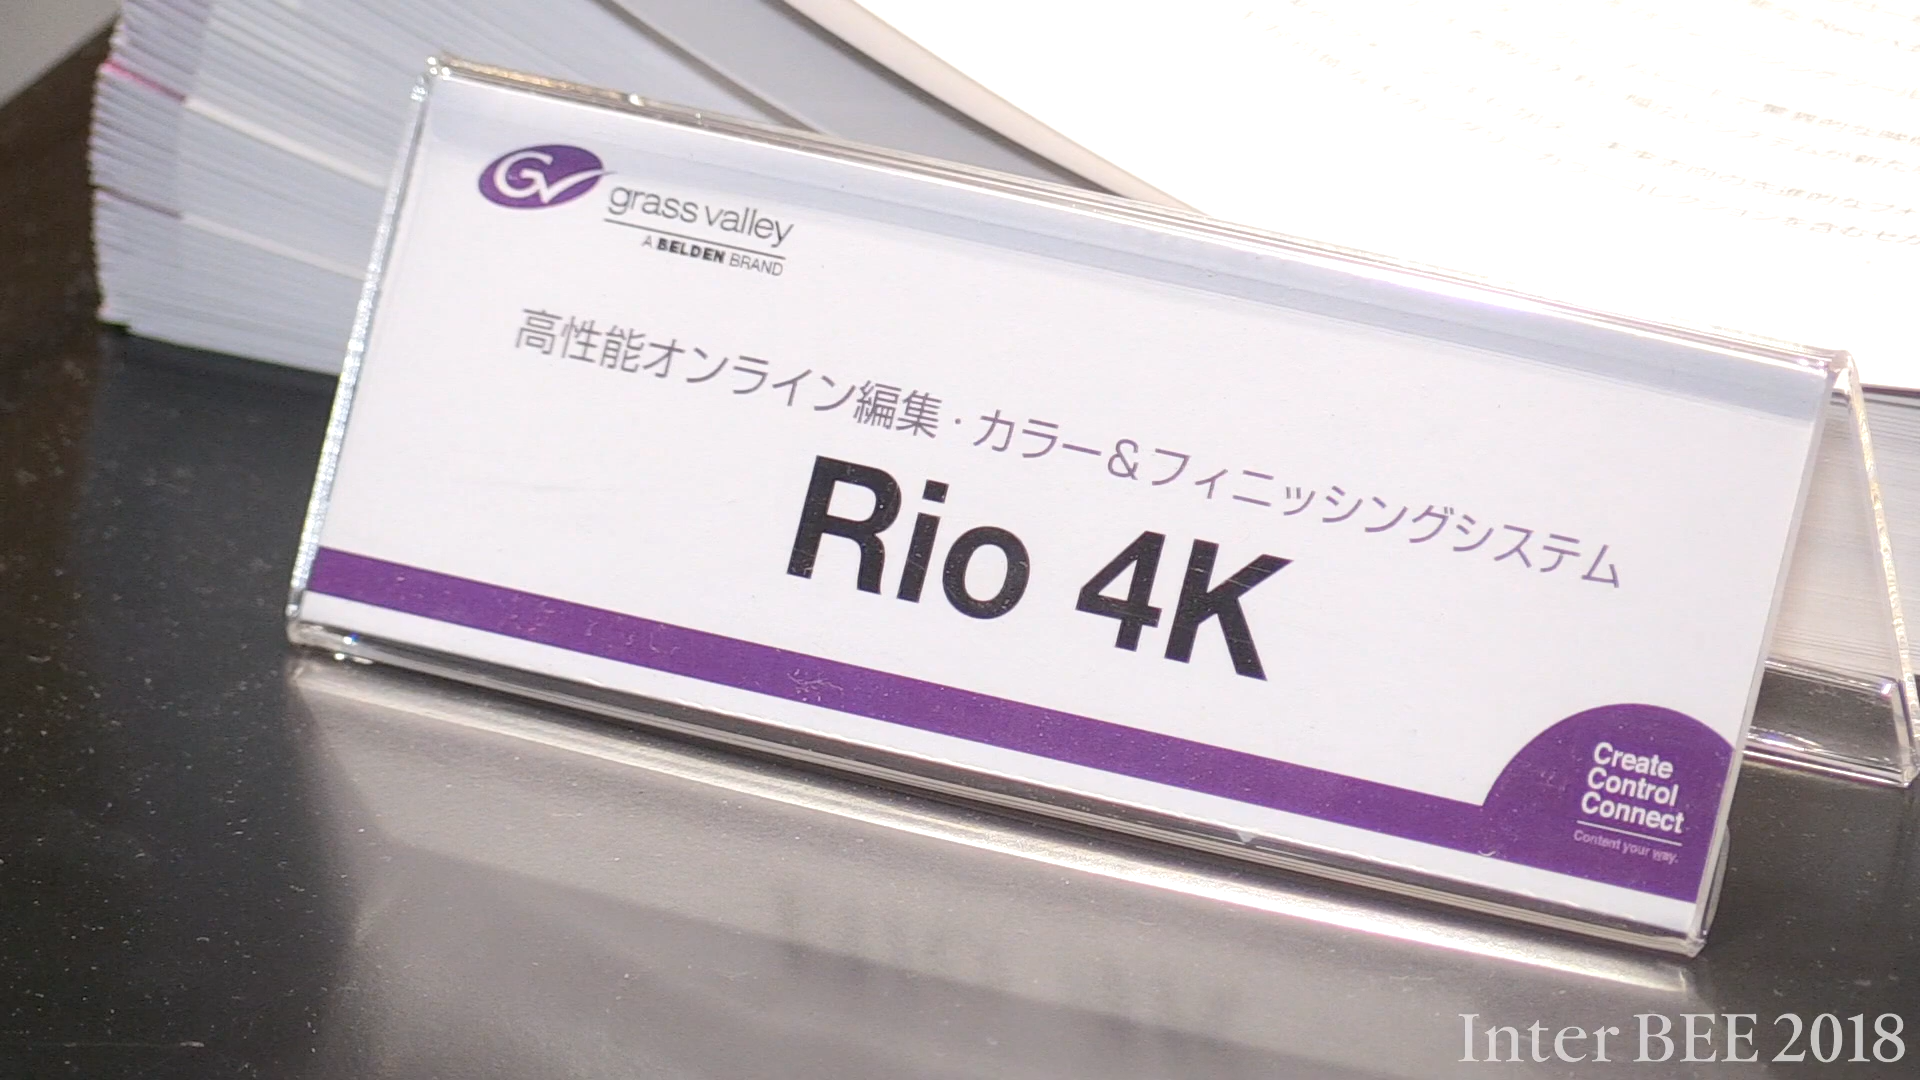 GV
grass valley
A BELDEN BRAND
高性能オンライン編集・カラー&フィニッシングシステム
Rio 4K
Create
Control
Connect
Content your way.
Inter BEE 2018